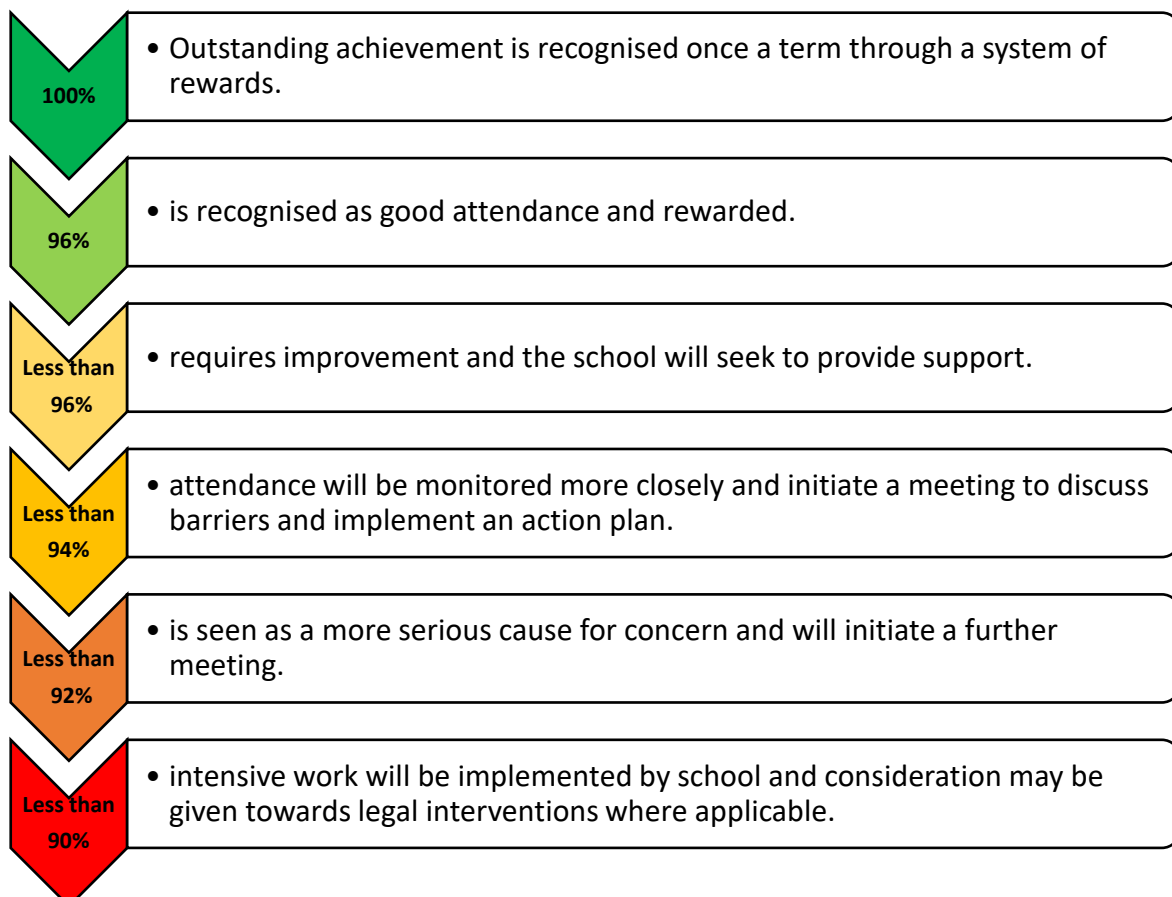 100%
• Outstanding achievement is recognised once a term through a system of
rewards.
96%
• is recognised as good attendance and rewarded.
Less than
96%
• requires improvement and the school will seek to provide support.
Less than
94%
• attendance will be monitored more closely and initiate a meeting to discuss
barriers and implement an action plan.
Less than
92%
• is seen as a more serious cause for concern and will initiate a further
meeting.
Less than
90%
• intensive work will be implemented by school and consideration may be
given towards legal interventions where applicable.